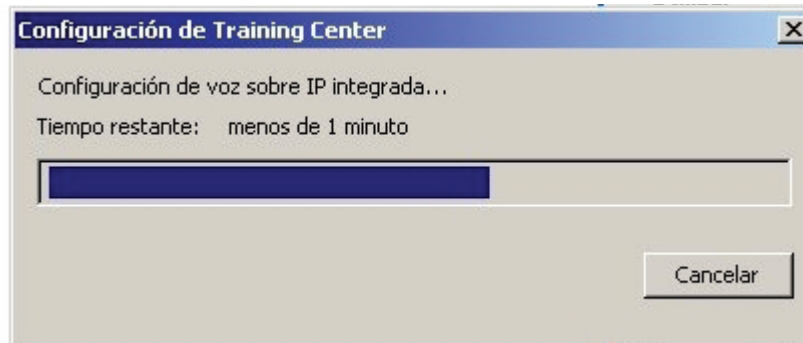 Configuración de Training Center
Configuración de voz sobre IP integrada...
Tiempo restante: menos de 1 minuto
Cancelar